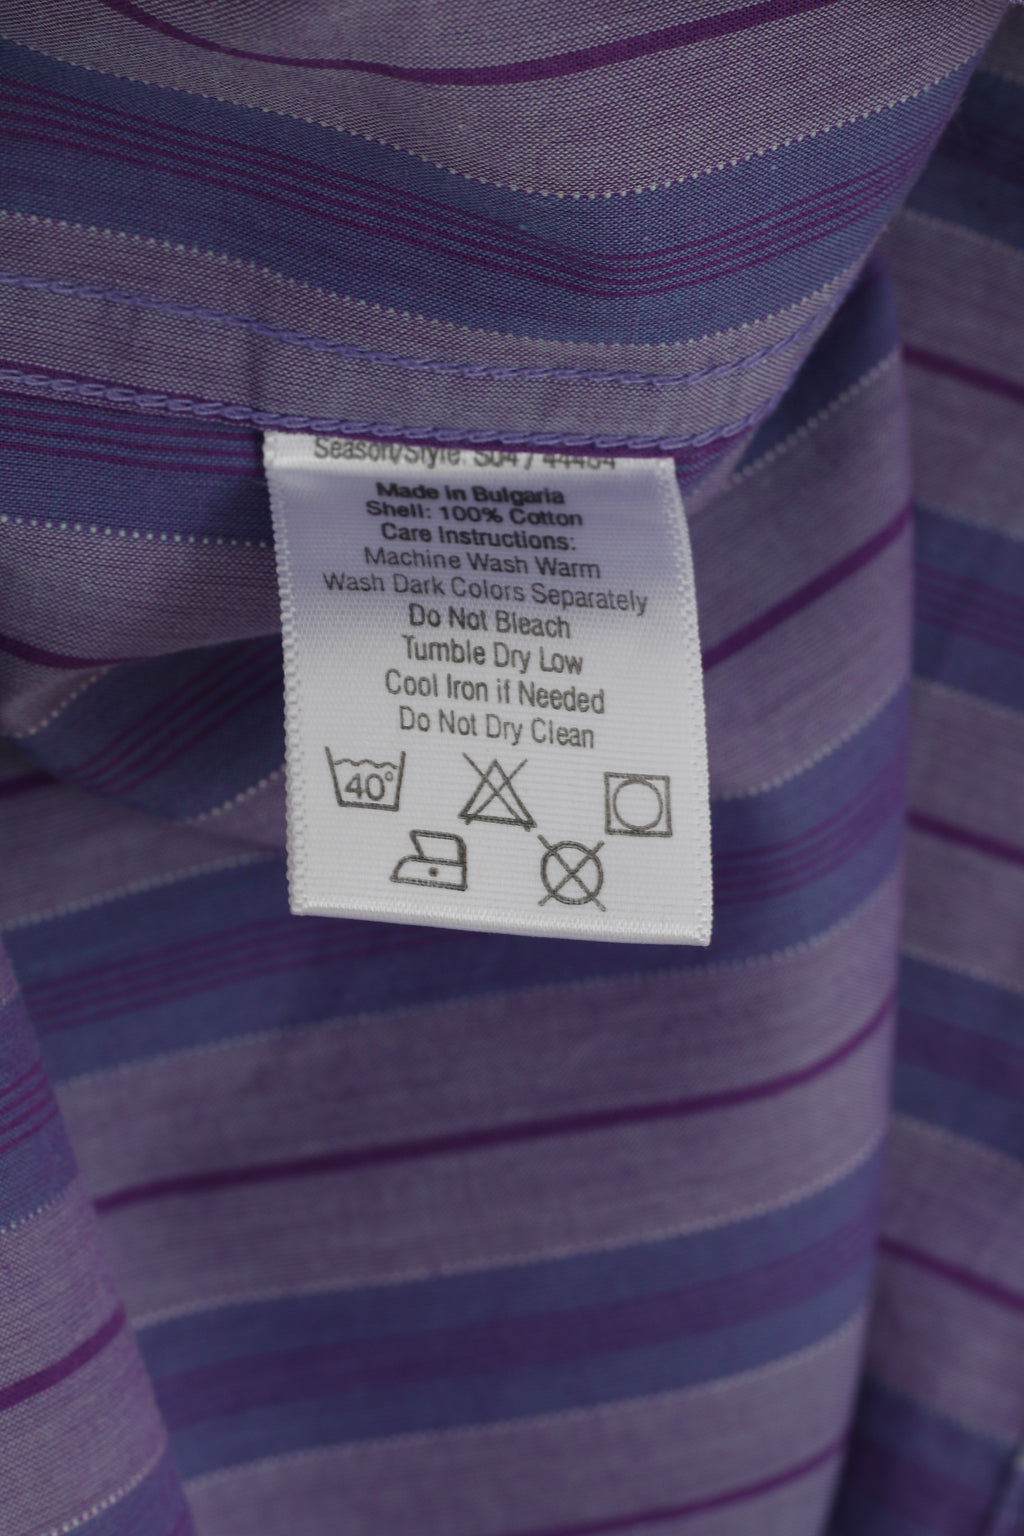 Season/Style: S04 / 44484
Made in Bulgaria
Shell: 100% Cotton
Care Instructions:
Machine Wash Warm
Wash Dark Colors Separately
Do Not Bleach
Tumble Dry Low
Cool Iron if Needed
Do Not Dry Clean
40°